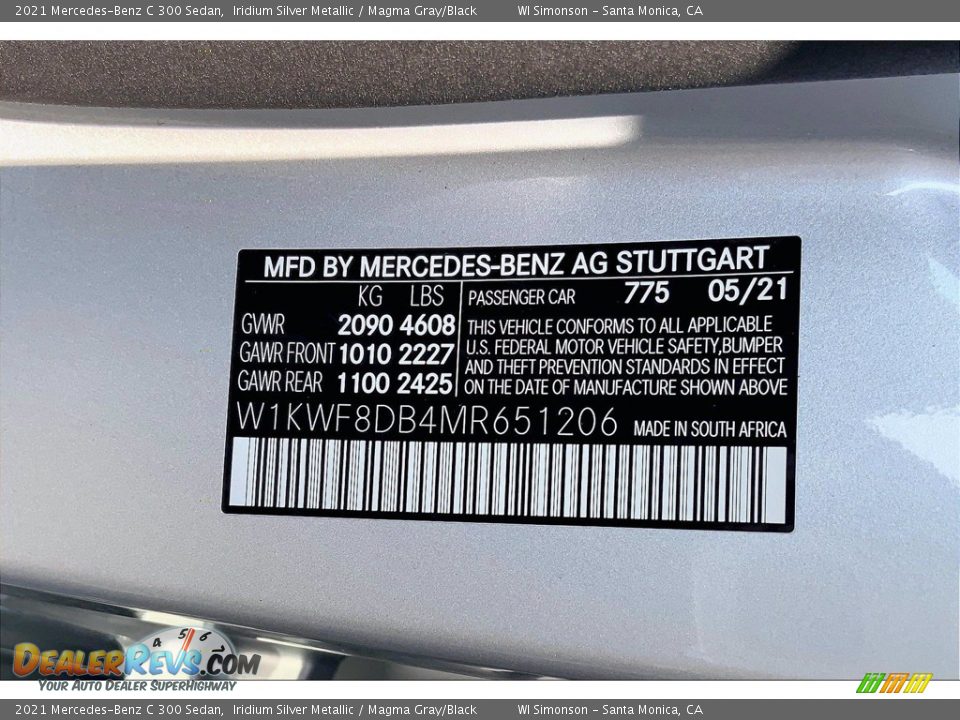 2021 Mercedes-Benz C 300 Sedan, Iridium Silver Metallic / Magma Gray/Black WI Simonson - Santa Monica, CA
MFD BY MERCEDES-BENZ AG STUTTGART
KG LBS
GVWR 2090 4608
GAWR FRONT 1010 2227
GAWR REAR 1100 2425
PASSENGER CAR 775 05/21
THIS VEHICLE CONFORMS TO ALL APPLICABLE
U.S. FEDERAL MOTOR VEHICLE SAFETY,BUMPER
AND THEFT PREVENTION STANDARDS IN EFFECT
ON THE DATE OF MANUFACTURE SHOWN ABOVE
W1KWF8DB4MR651206 MADE IN SOUTH AFRICA
4 5 6 7
DEALERREVS.COM
YOUR AUTO DEALER SUPERHIGHWAY
2021 Mercedes-Benz C 300 Sedan, Iridium Silver Metallic / Magma Gray/Black WI Simonson - Santa Monica, CA